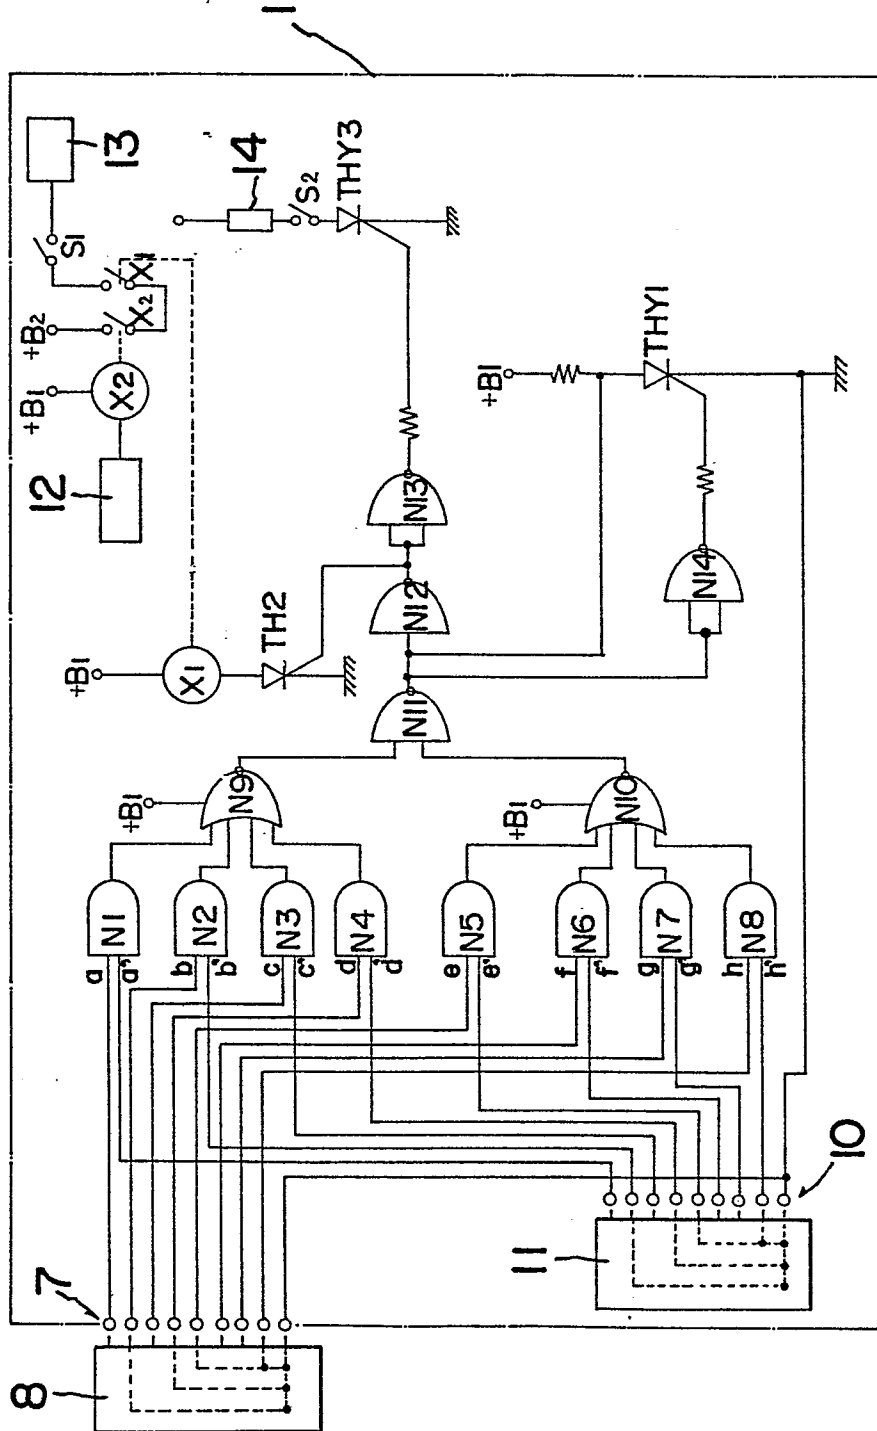 1
13
S1
X1
X2
+B2
+B1
X2
12
14
S2
THY3
+B1
X1
TH2
N13
N12
N11
+B1
THY1
N14
+B1
N9
+B1
N10
a
a"
N1
b
b"
N2
c
c"
N3
d
d"
N4
e
e"
N5
f
f"
N6
g
g"
N7
h
h"
N8
7
8
10
11